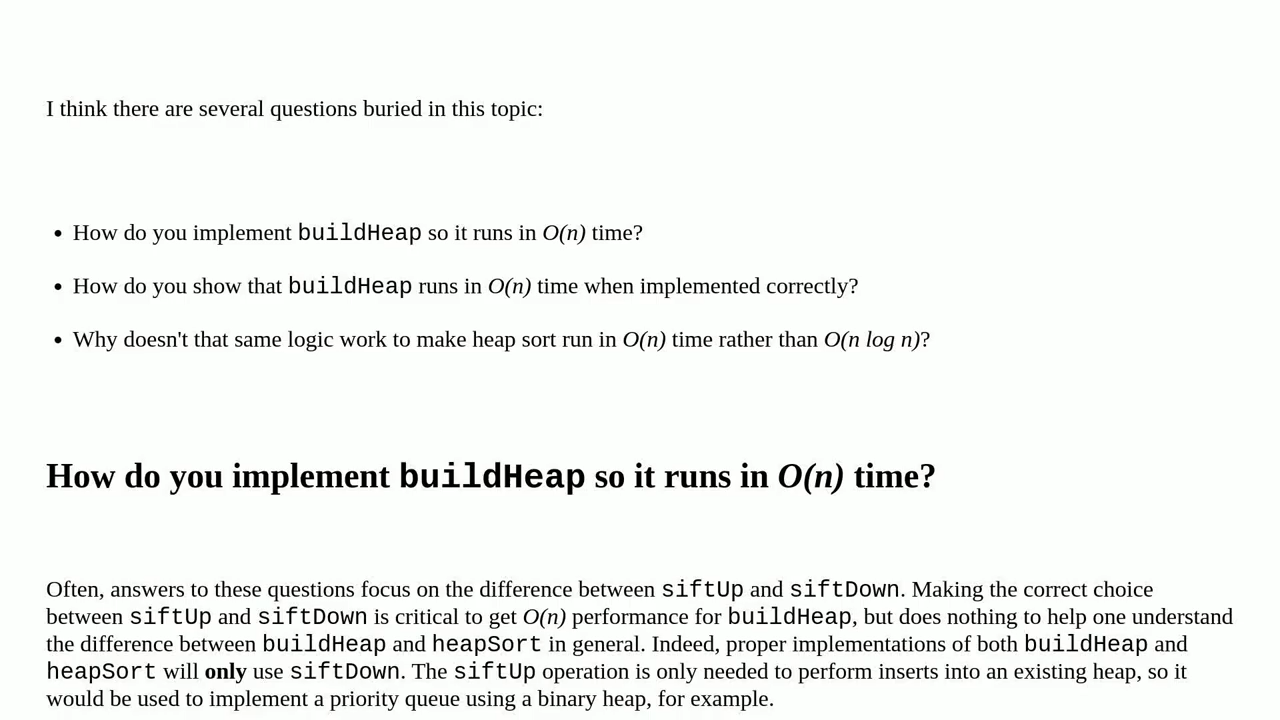 I think there are several questions buried in this topic:
• How do you implement buildHeap so it runs in O(n) time?
• How do you show that buildHeap runs in O(n) time when implemented correctly?
• Why doesn't that same logic work to make heap sort run in O(n) time rather than O(n log n)?
How do you implement buildHeap so it runs in O(n) time?
Often, answers to these questions focus on the difference between siftUp and siftDown. Making the correct choice
between siftUp and siftDown is critical to get O(n) performance for buildHeap, but does nothing to help one understand
the difference between buildHeap and heapSort in general. Indeed, proper implementations of both buildHeap and
heapSort will only use siftDown. The siftUp operation is only needed to perform inserts into an existing heap, so it
would be used to implement a priority queue using a binary heap, for example.